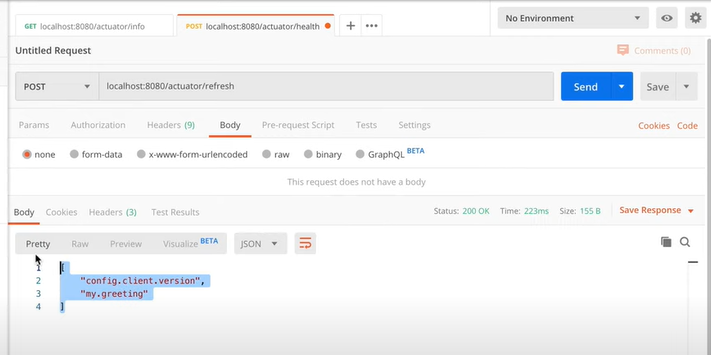 GET localhost:8080/actuator/info POST localhost:8080/actuator/health + ••• No Environment
Untitled Request Comments (0)
POST localhost:8080/actuator/refresh Send Save
Params Authorization Headers (9) Body Pre-request Script Tests Settings Cookies Code
none form-data x-www-form-urlencoded raw binary GraphQL BETA
This request does not have a body
Body Cookies Headers (3) Test Results Status: 200 OK Time: 223ms Size: 155 B Save Response
Pretty Raw Preview Visualize BETA JSON
1 [
2 "config.client.version",
3 "my.greeting"
4 ]